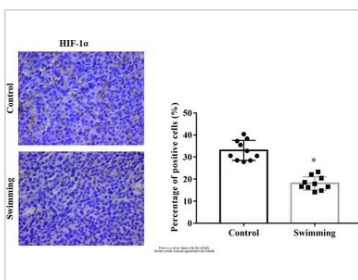 HIF-1α
Control
Swimming
Percentage of positive cells (%)
50
40
30
20
10
0
*
Control
Swimming